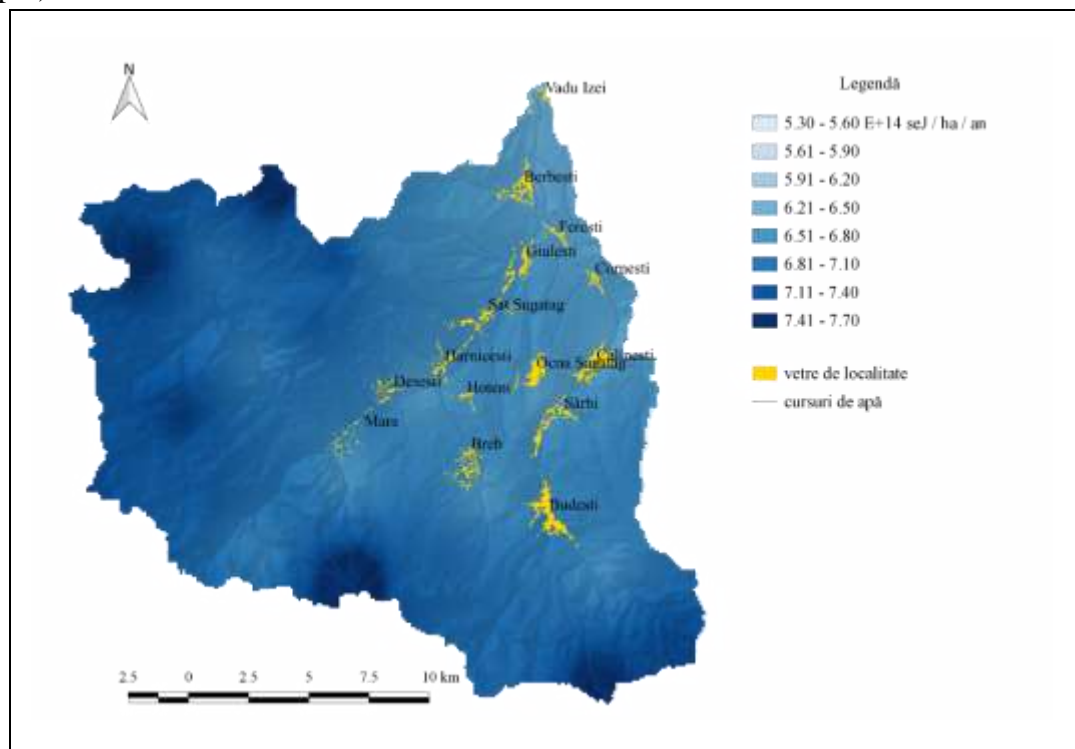 N
Vadu Izei
Berbesti
Feresti
Giulesti
Cornesti
Sat Sugatag
Harnicesti
Ocna Sugatag
Calinesti
Desesti
Hoteni
Sârbi
Mara
Breb
Budesti
2.5 0 2.5 5 7.5 10 km
Legendă
5.30 - 5.60 E+14 seJ / ha / an
5.61 - 5.90
5.91 - 6.20
6.21 - 6.50
6.51 - 6.80
6.81 - 7.10
7.11 - 7.40
7.41 - 7.70
vetre de localitate
cursuri de apă